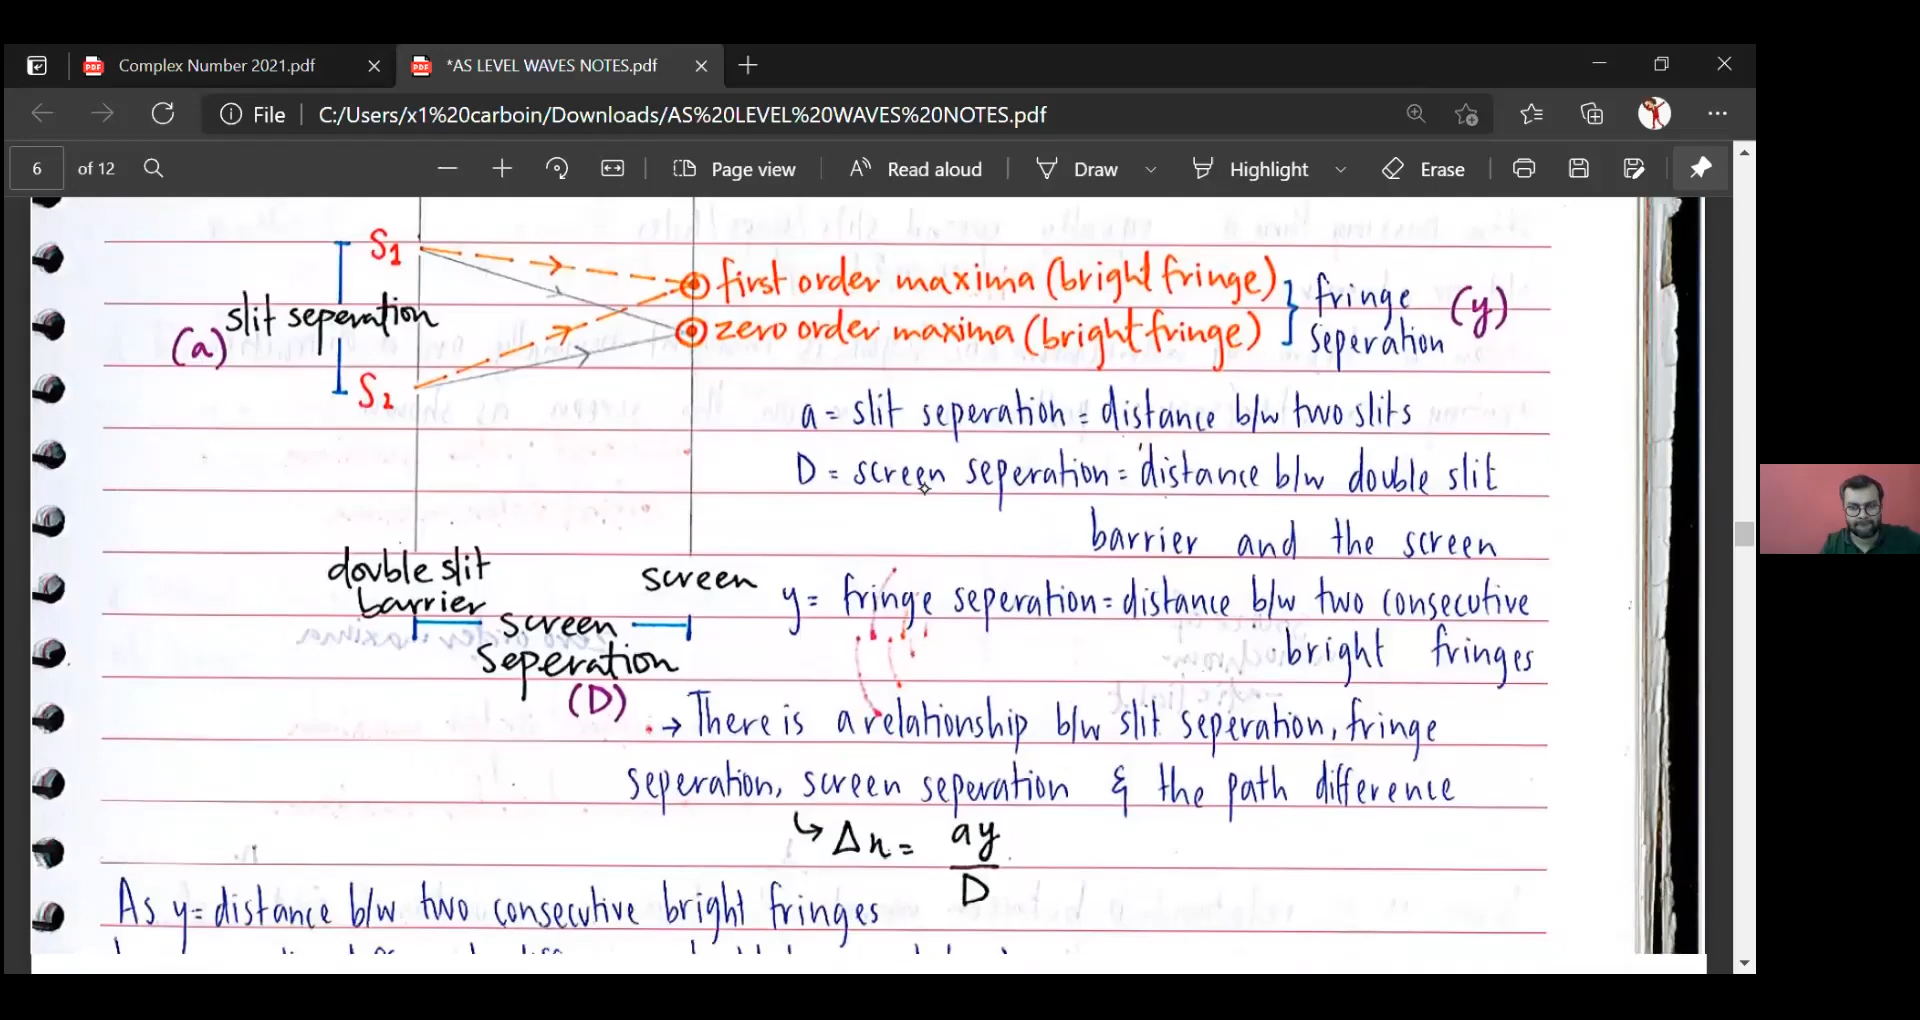 Complex Number 2021.pdf
*AS LEVEL WAVES NOTES.pdf
File
C:/Users/x1%20carboin/Downloads/AS%20LEVEL%20WAVES%20NOTES.pdf
6 of 12
Page view
Read aloud
Draw
Highlight
Erase
S1
first order maxima (bright fringe)
zero order maxima (bright fringe)
fringe seperation (y)
slit seperation
(a)
S2
a = slit seperation = distance b/w two slits
D = screen seperation = distance b/w double slit
barrier and the screen
double slit barrier
screen
y = fringe seperation = distance b/w two consecutive
bright fringes
screen seperation
(D)
→ There is a relationship b/w slit seperation, fringe
seperation, screen seperation & the path difference
↳ Δx = ay
D
As y = distance b/w two consecutive bright fringes